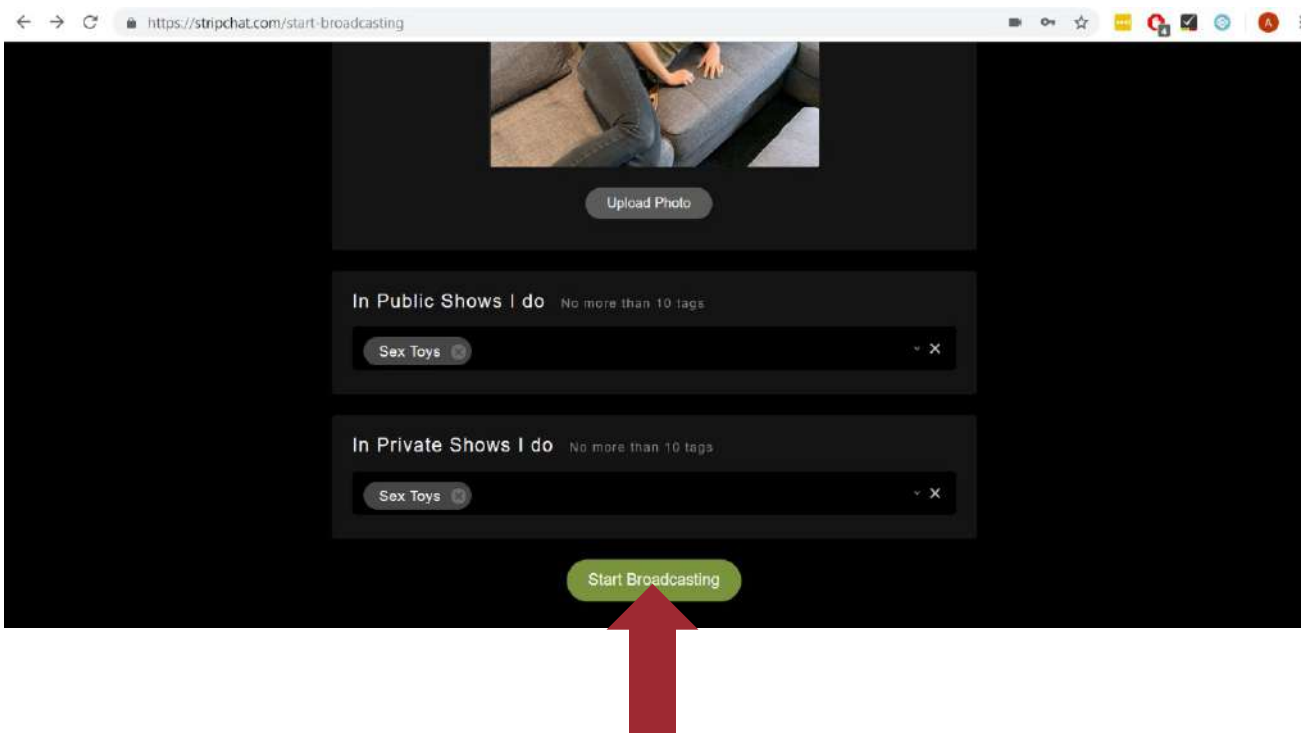 https://stripchat.com/start-broadcasting
A
Upload Photo
In Public Shows I do No more than 10 tags
Sex Toys
In Private Shows I do No more than 10 tags
Sex Toys
Start Broadcasting